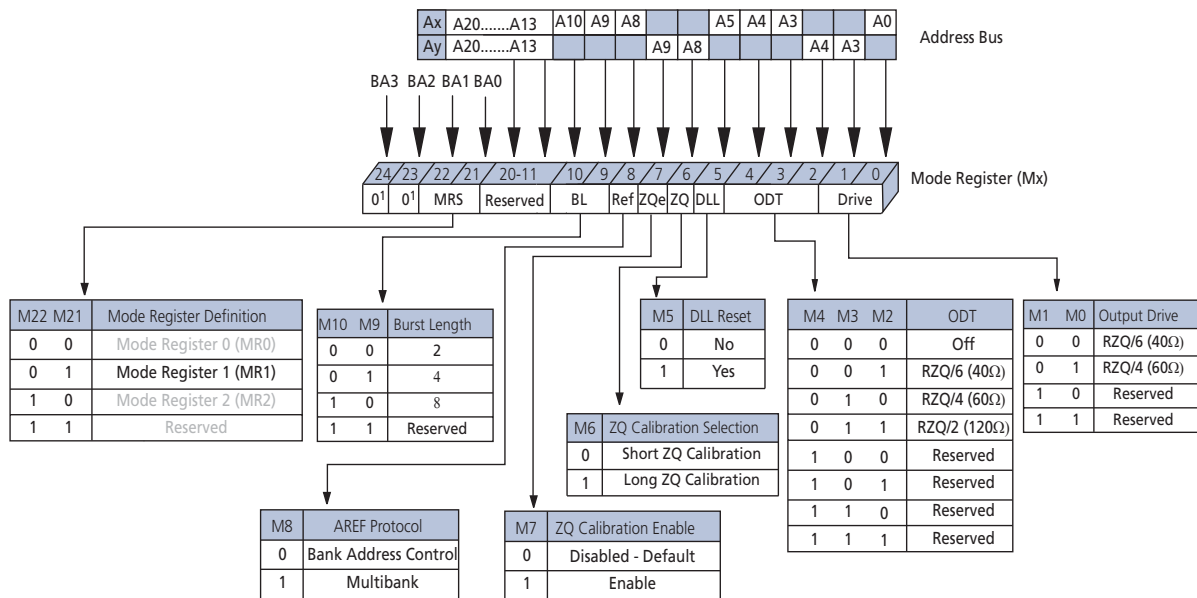 Ax A20.......A13 A10 A9 A8 A5 A4 A3 A0
Ay A20.......A13 A9 A8 A4 A3
Address Bus
BA3 BA2 BA1 BA0
24 23 22 21 20-11 10 9 8 7 6 5 4 3 2 1 0
Mode Register (Mx)
0¹ 0¹ MRS Reserved BL Ref ZQe ZQ DLL ODT Drive
M22 M21 Mode Register Definition
0 0 Mode Register 0 (MR0)
0 1 Mode Register 1 (MR1)
1 0 Mode Register 2 (MR2)
1 1 Reserved
M10 M9 Burst Length
0 0 2
0 1 4
1 0 8
1 1 Reserved
M5 DLL Reset
0 No
1 Yes
M4 M3 M2 ODT
0 0 0 Off
0 0 1 RZQ/6 (40Ω)
0 1 0 RZQ/4 (60Ω)
0 1 1 RZQ/2 (120Ω)
1 0 0 Reserved
1 0 1 Reserved
1 1 0 Reserved
1 1 1 Reserved
M1 M0 Output Drive
0 0 RZQ/6 (40Ω)
0 1 RZQ/4 (60Ω)
1 0 Reserved
1 1 Reserved
M6 ZQ Calibration Selection
0 Short ZQ Calibration
1 Long ZQ Calibration
M8 AREF Protocol
0 Bank Address Control
1 Multibank
M7 ZQ Calibration Enable
0 Disabled - Default
1 Enable